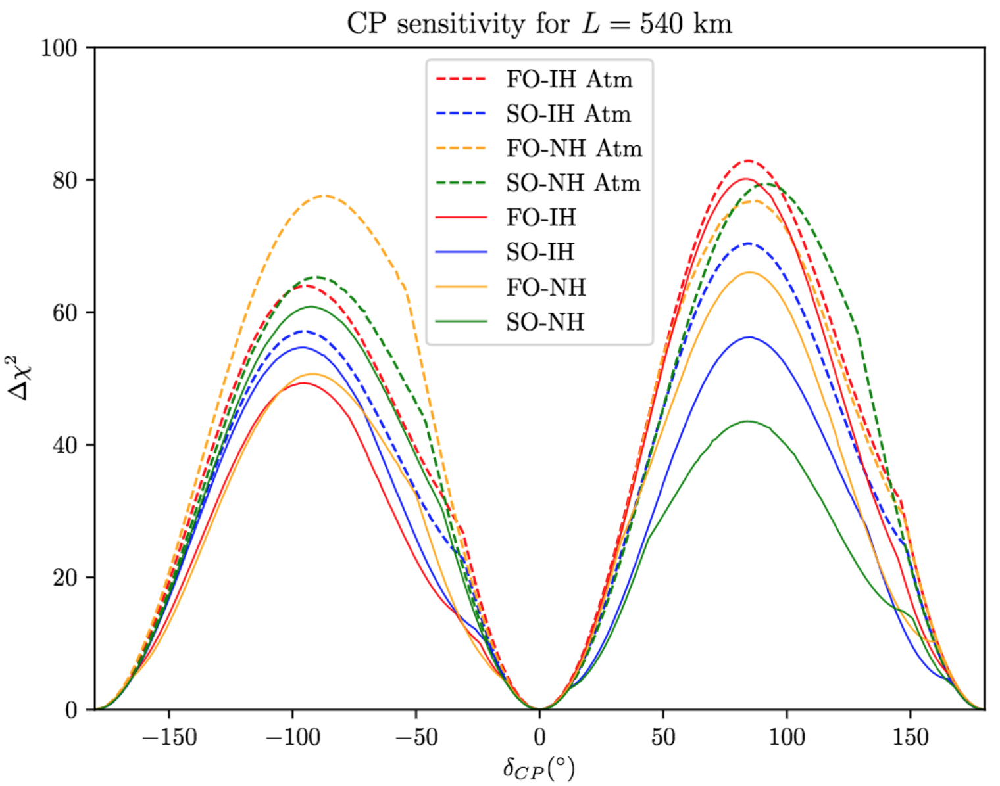 CP sensitivity for L = 540 km
100
80
60
40
20
0
Δχ²
FO-IH Atm
SO-IH Atm
FO-NH Atm
SO-NH Atm
FO-IH
SO-IH
FO-NH
SO-NH
−150 −100 −50 0 50 100 150
δ_CP(°)